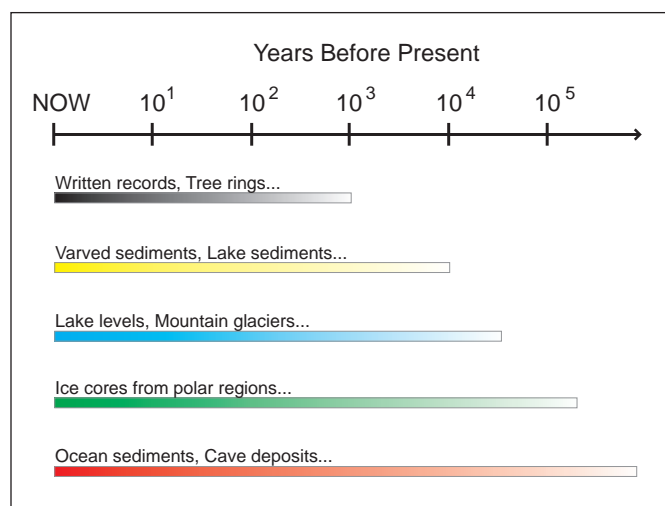 Years Before Present
NOW 10¹ 10² 10³ 10⁴ 10⁵
Written records, Tree rings...
Varved sediments, Lake sediments...
Lake levels, Mountain glaciers...
Ice cores from polar regions...
Ocean sediments, Cave deposits...